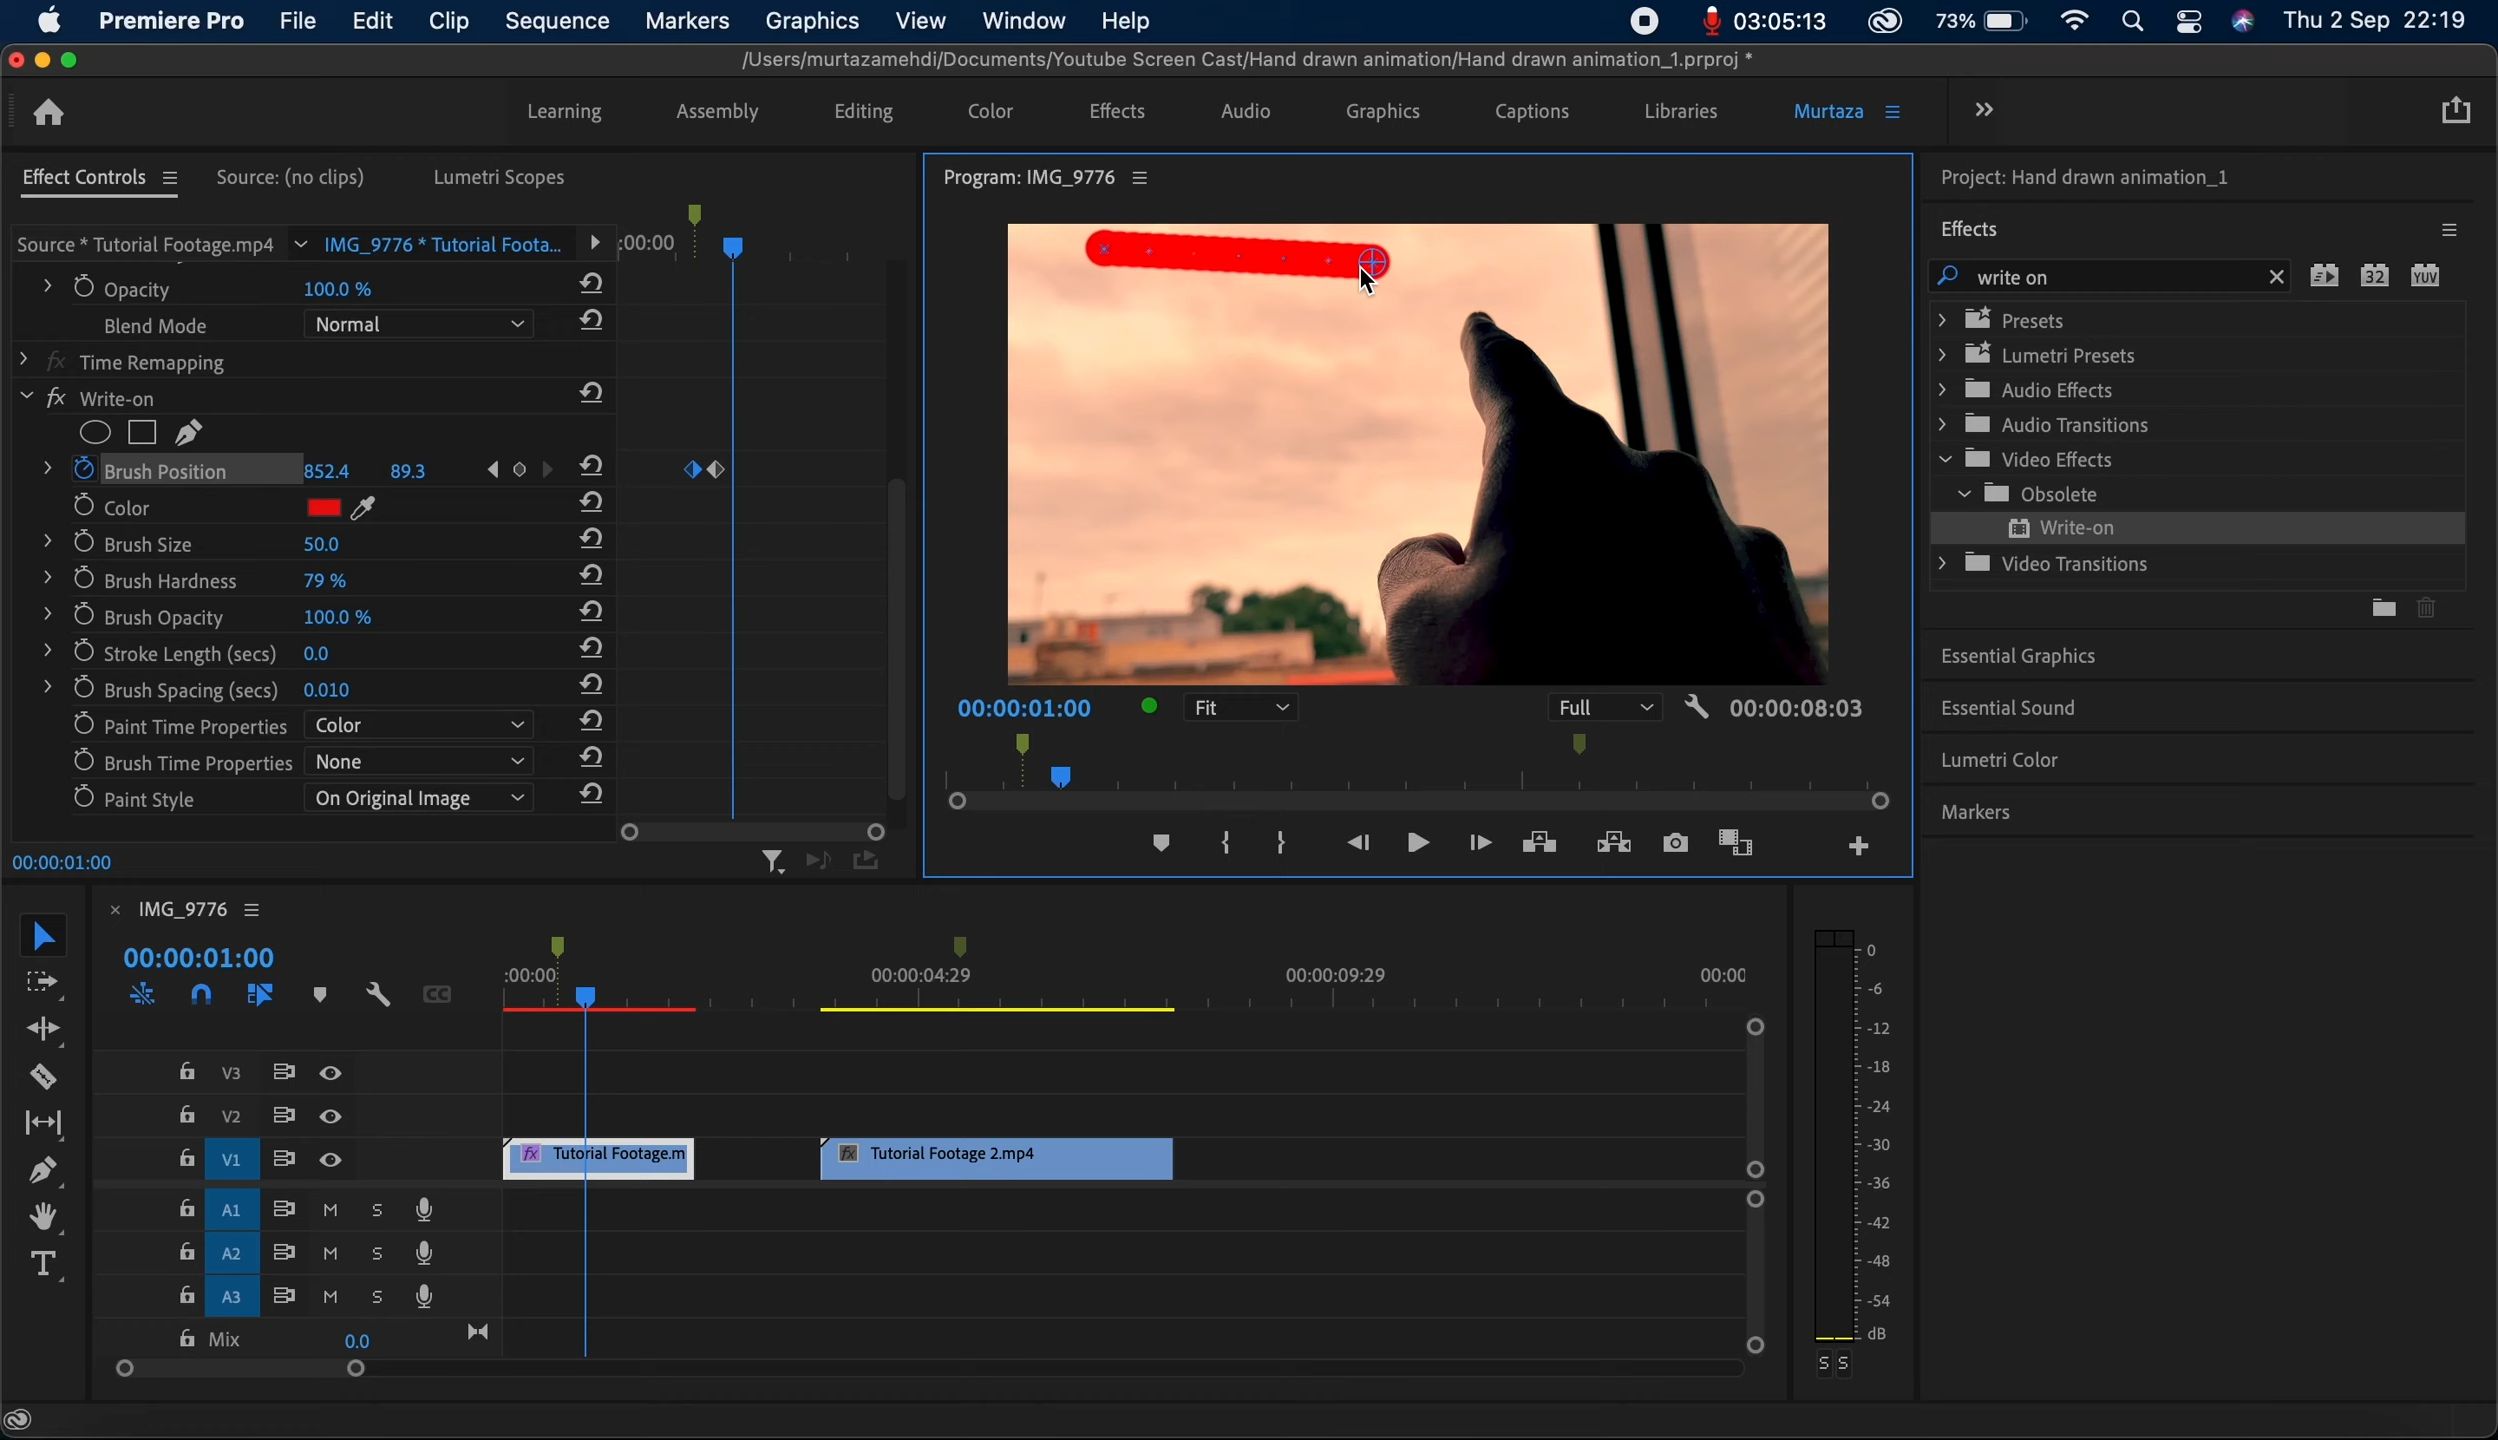 Premiere Pro File Edit Clip Sequence Markers Graphics View Window Help 03:05:13 73% Thu 2 Sep 22:19
/Users/murtazamehdi/Documents/Youtube Screen Cast/Hand drawn animation/Hand drawn animation_1.prproj *
Learning Assembly Editing Color Effects Audio Graphics Captions Libraries Murtaza
Effect Controls Source: (no clips) Lumetri Scopes
Source * Tutorial Footage.mp4 IMG_9776 * Tutorial Foota... :00:00
Opacity 100.0 %
Blend Mode Normal
fx Time Remapping
fx Write-on
Brush Position 852.4 89.3
Color
Brush Size 50.0
Brush Hardness 79 %
Brush Opacity 100.0 %
Stroke Length (secs) 0.0
Brush Spacing (secs) 0.010
Paint Time Properties Color
Brush Time Properties None
Paint Style On Original Image
00:00:01:00
Program: IMG_9776
00:00:01:00 Fit Full 00:00:08:03
Project: Hand drawn animation_1
Effects
write on 32 YUV
Presets
Lumetri Presets
Audio Effects
Audio Transitions
Video Effects
Obsolete
Write-on
Video Transitions
Essential Graphics
Essential Sound
Lumetri Color
Markers
× IMG_9776
00:00:01:00
:00:00 00:00:04:29 00:00:09:29 00:00
CC
V3
V2
V1 fx Tutorial Footage.m fx Tutorial Footage 2.mp4
A1 M S
A2 M S
A3 M S
Mix 0.0
0
-6
-12
-18
-24
-30
-36
-42
-48
-54
dB
S S